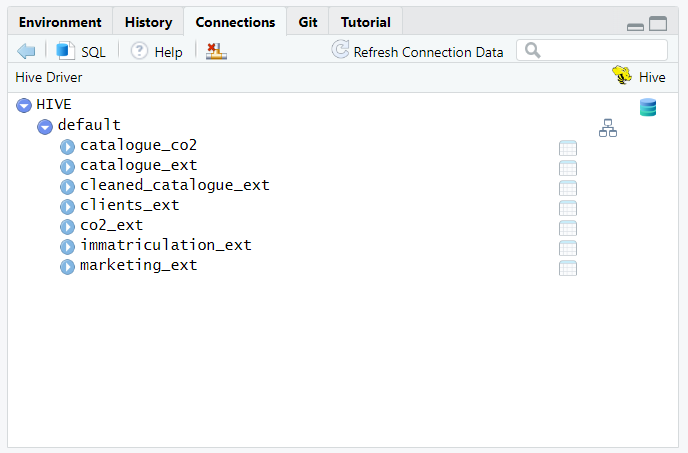 Environment History Connections Git Tutorial
SQL Help Refresh Connection Data
Hive Driver Hive
HIVE
default
catalogue_co2
catalogue_ext
cleaned_catalogue_ext
clients_ext
co2_ext
immatriculation_ext
marketing_ext